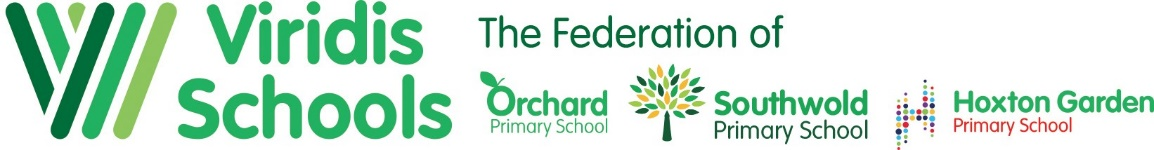 Viridis
Schools
The Federation of
Orchard
Primary School
Southwold
Primary School
Hoxton Garden
Primary School